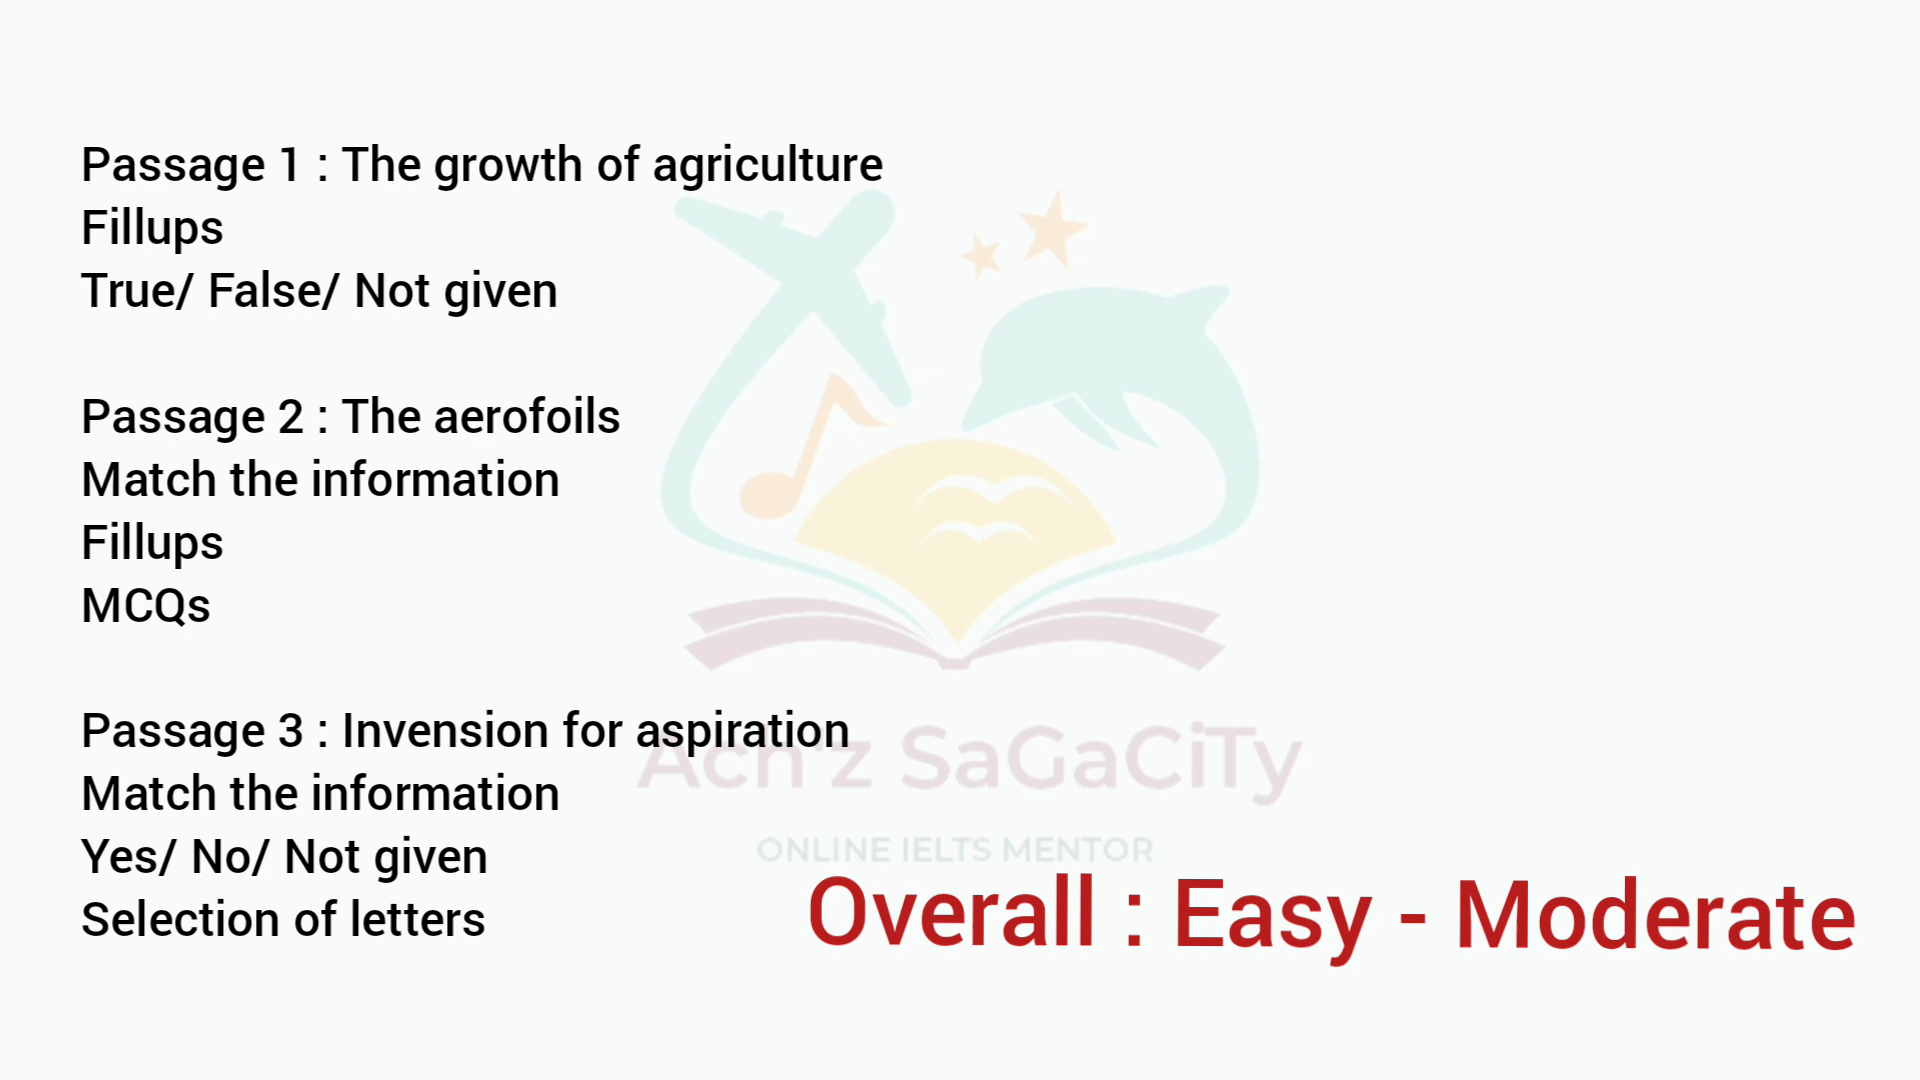 Passage 1 : The growth of agriculture
Fillups
True/ False/ Not given
Passage 2 : The aerofoils
Match the information
Fillups
MCQs
Passage 3 : Invension for aspiration
Match the information
Yes/ No/ Not given
Selection of letters
Ach'z SaGaCiTy
ONLINE IELTS MENTOR
Overall : Easy - Moderate